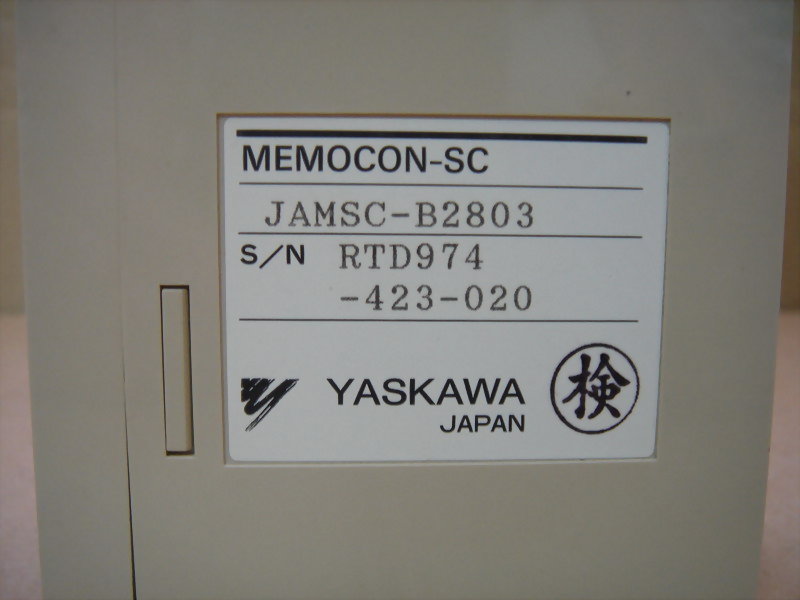 MEMOCON-SC
JAMSC-B2803
S/N RTD974
-423-020
YASKAWA
JAPAN
検